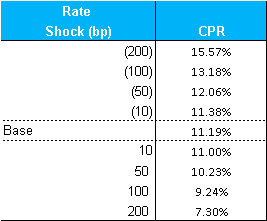 Rate
Shock (bp) CPR
(200) 15.57%
(100) 13.18%
(50) 12.06%
(10) 11.38%
Base 11.19%
10 11.00%
50 10.23%
100 9.24%
200 7.30%